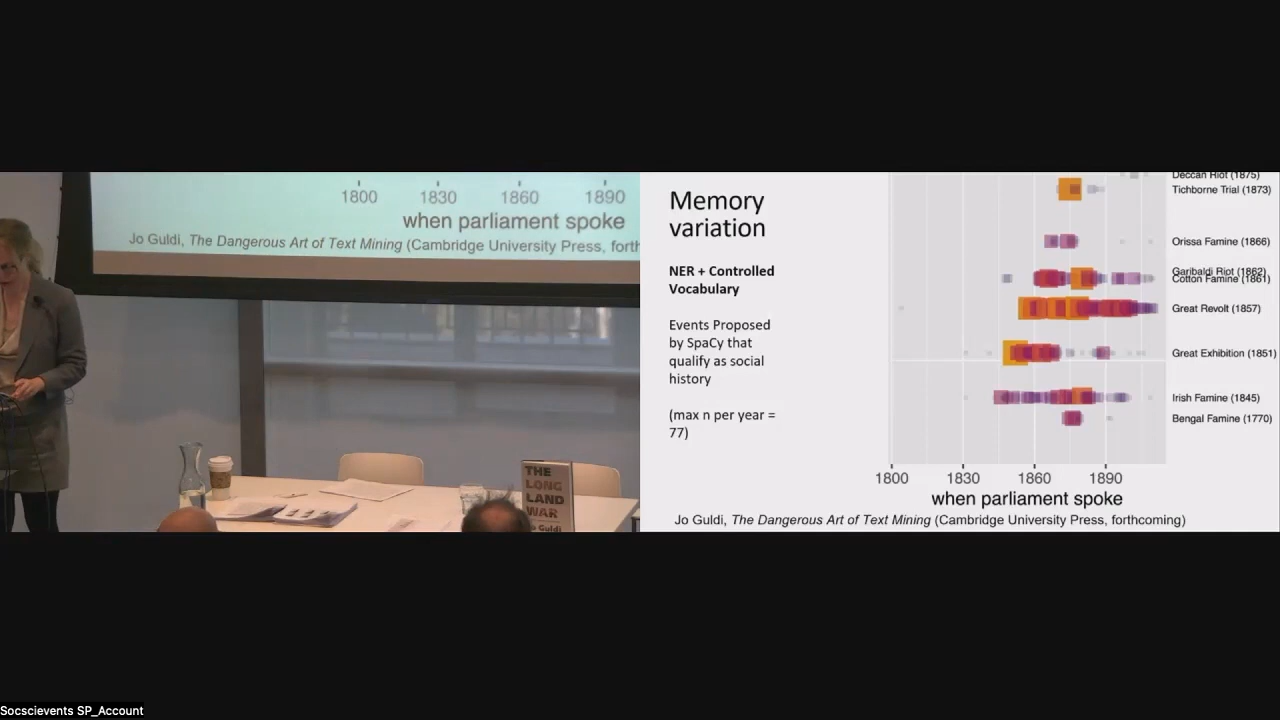 1800 1830 1860 1890
when parliament spoke
Jo Guldi, The Dangerous Art of Text Mining (Cambridge University Press, forth
THE
LONG
LAND
WAR
Jo Guldi
Memory
variation
NER + Controlled
Vocabulary
Events Proposed
by SpaCy that
qualify as social
history
(max n per year =
77)
Deccan Riot (1875)
Tichborne Trial (1873)
Orissa Famine (1866)
Garibaldi Riot (1862)
Cotton Famine (1861)
Great Revolt (1857)
Great Exhibition (1851)
Irish Famine (1845)
Bengal Famine (1770)
1800 1830 1860 1890
when parliament spoke
Jo Guldi, The Dangerous Art of Text Mining (Cambridge University Press, forthcoming)
Socscievents SP_Account